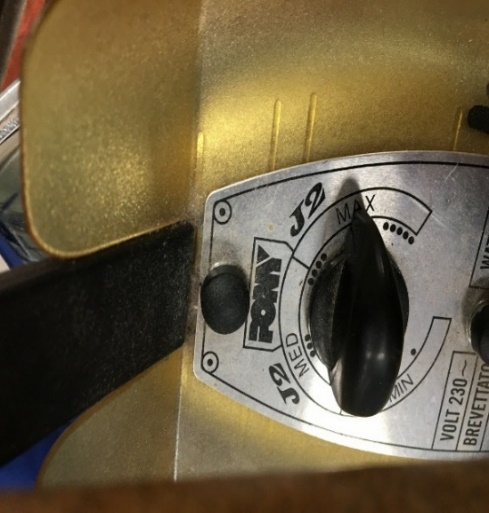 J2
MAX
PONY
MED
J2
MIN
VOLT 230~
BREVETTATO